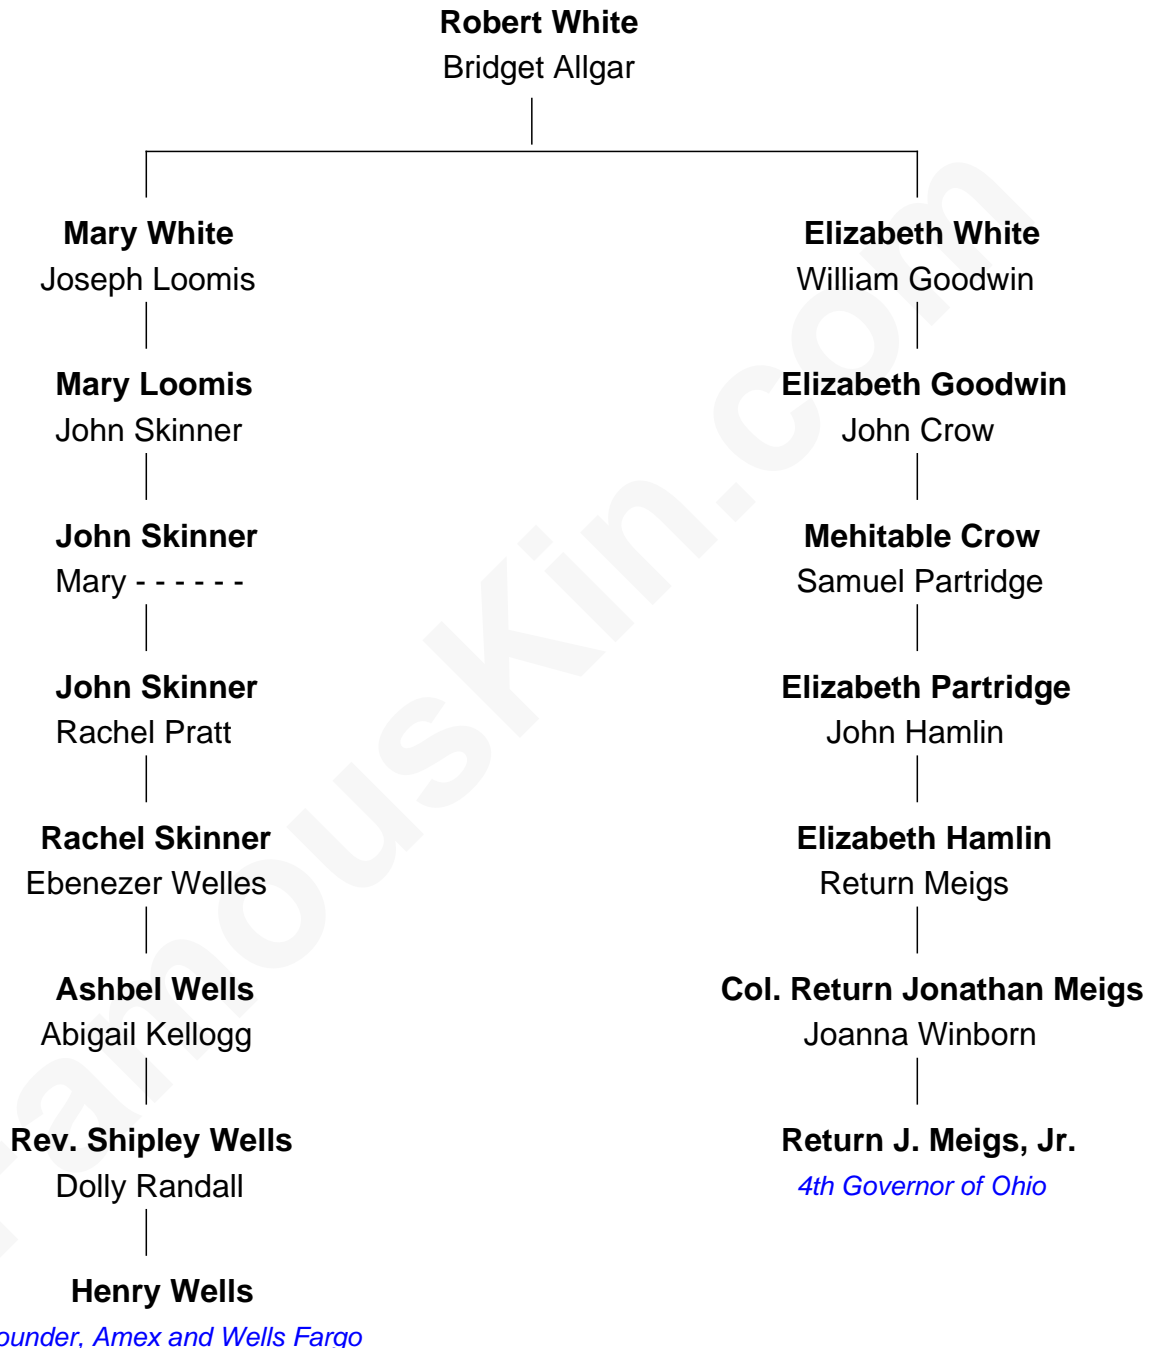 Robert White
Bridget Allgar
Mary White
Joseph Loomis
Elizabeth White
William Goodwin
Mary Loomis
John Skinner
Elizabeth Goodwin
John Crow
John Skinner
Mary - - - - - -
Mehitable Crow
Samuel Partridge
John Skinner
Rachel Pratt
Elizabeth Partridge
John Hamlin
Rachel Skinner
Ebenezer Welles
Elizabeth Hamlin
Return Meigs
Ashbel Wells
Abigail Kellogg
Col. Return Jonathan Meigs
Joanna Winborn
Rev. Shipley Wells
Dolly Randall
Return J. Meigs, Jr.
4th Governor of Ohio
Henry Wells
ounder, Amex and Wells Fargo
FamousKin.com